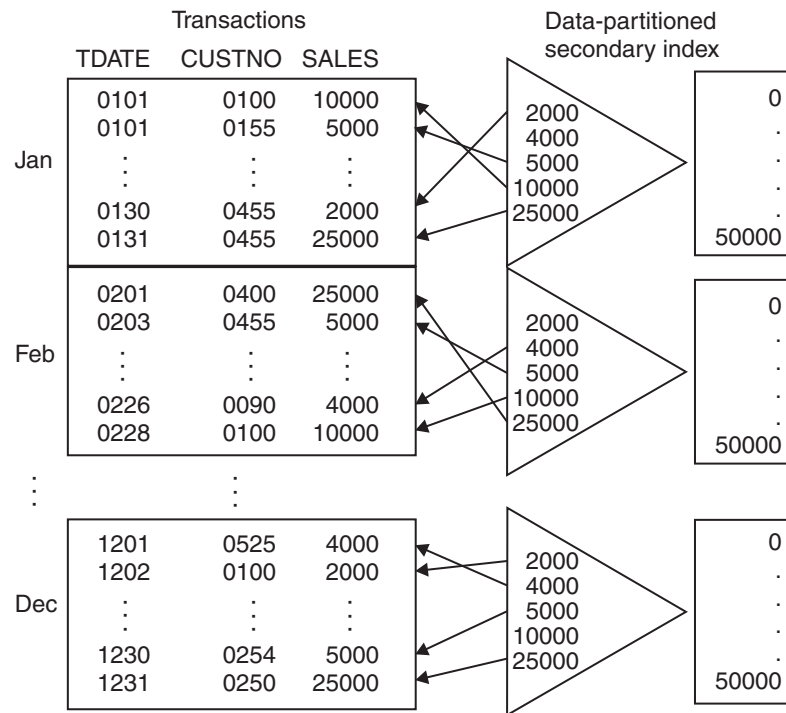 Transactions
Data-partitioned
secondary index
TDATE CUSTNO SALES
Jan
0101 0100 10000
0101 0155 5000
0130 0455 2000
0131 0455 25000
2000
4000
5000
10000
25000
0
50000
Feb
0201 0400 25000
0203 0455 5000
0226 0090 4000
0228 0100 10000
2000
4000
5000
10000
25000
0
50000
Dec
1201 0525 4000
1202 0100 2000
1230 0254 5000
1231 0250 25000
2000
4000
5000
10000
25000
0
50000